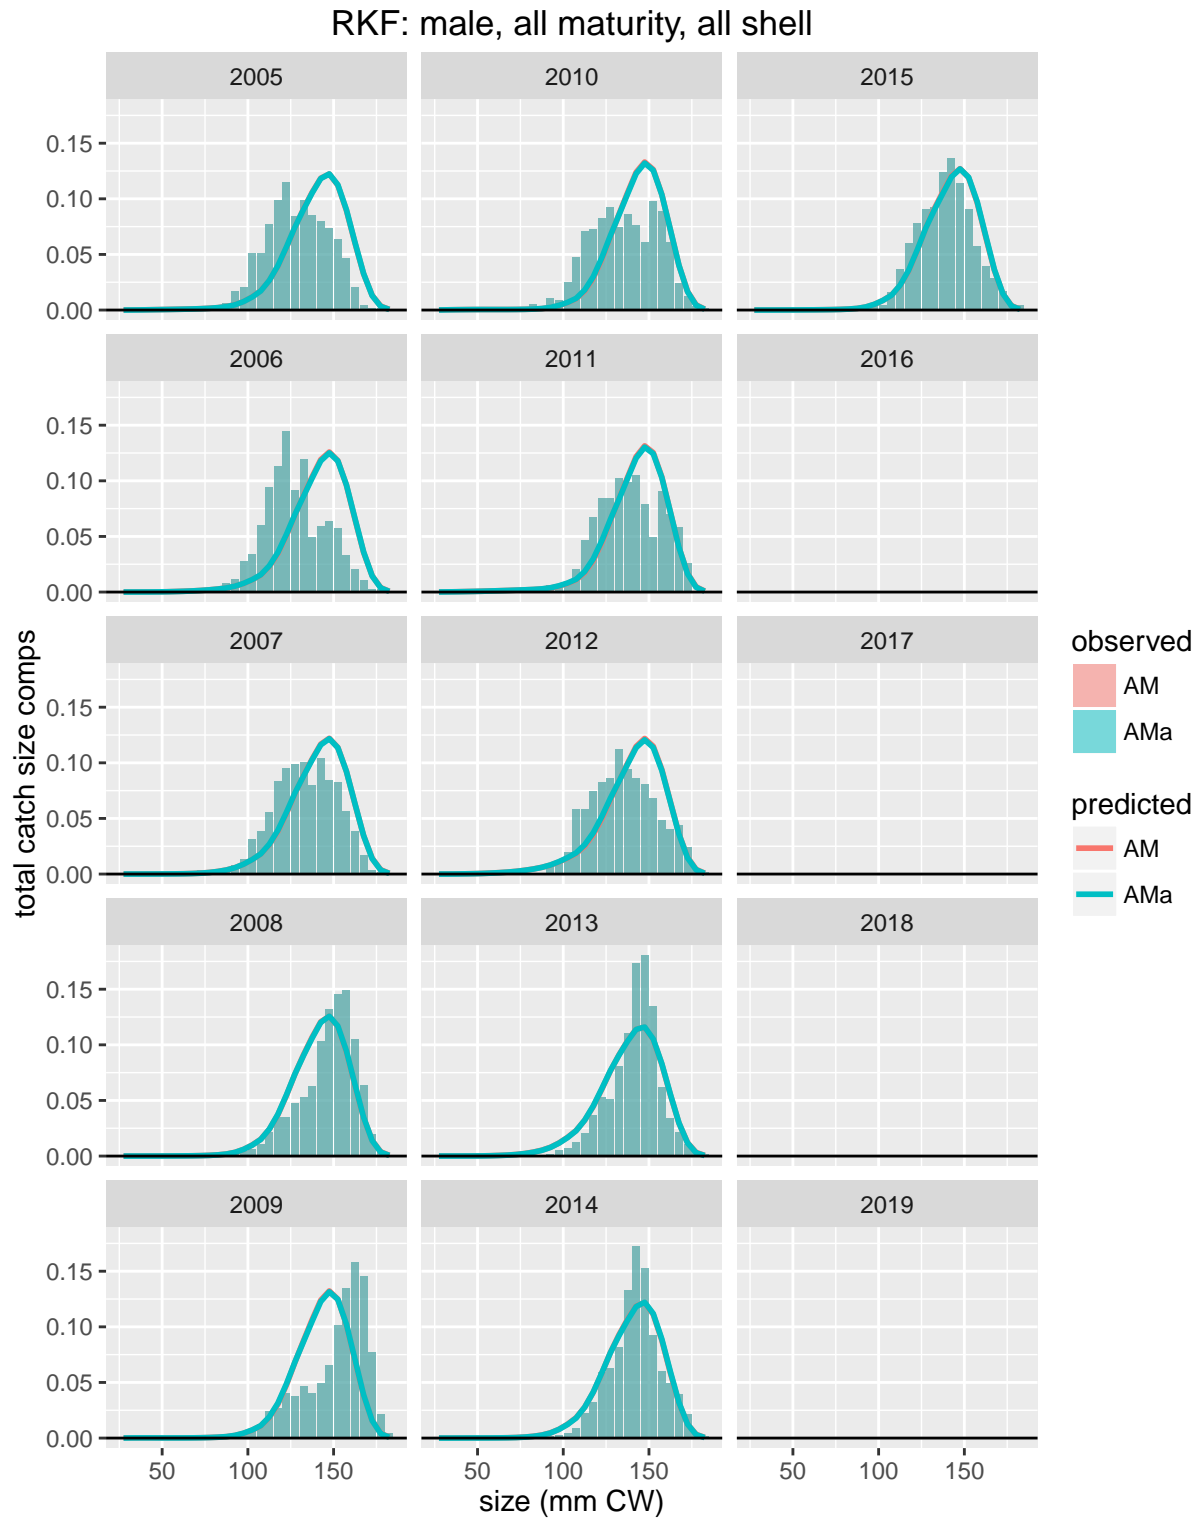 RKF: male, all maturity, all shell
2005 2010 2015
0.15
0.10
0.05
0.00
2006 2011 2016
0.15
0.10
0.05
0.00
2007 2012 2017
0.15
0.10
0.05
0.00
2008 2013 2018
0.15
0.10
0.05
0.00
2009 2014 2019
0.15
0.10
0.05
0.00
50 100 150 50 100 150 50 100 150
size (mm CW)
total catch size comps
observed
AM
AMa
predicted
AM
AMa